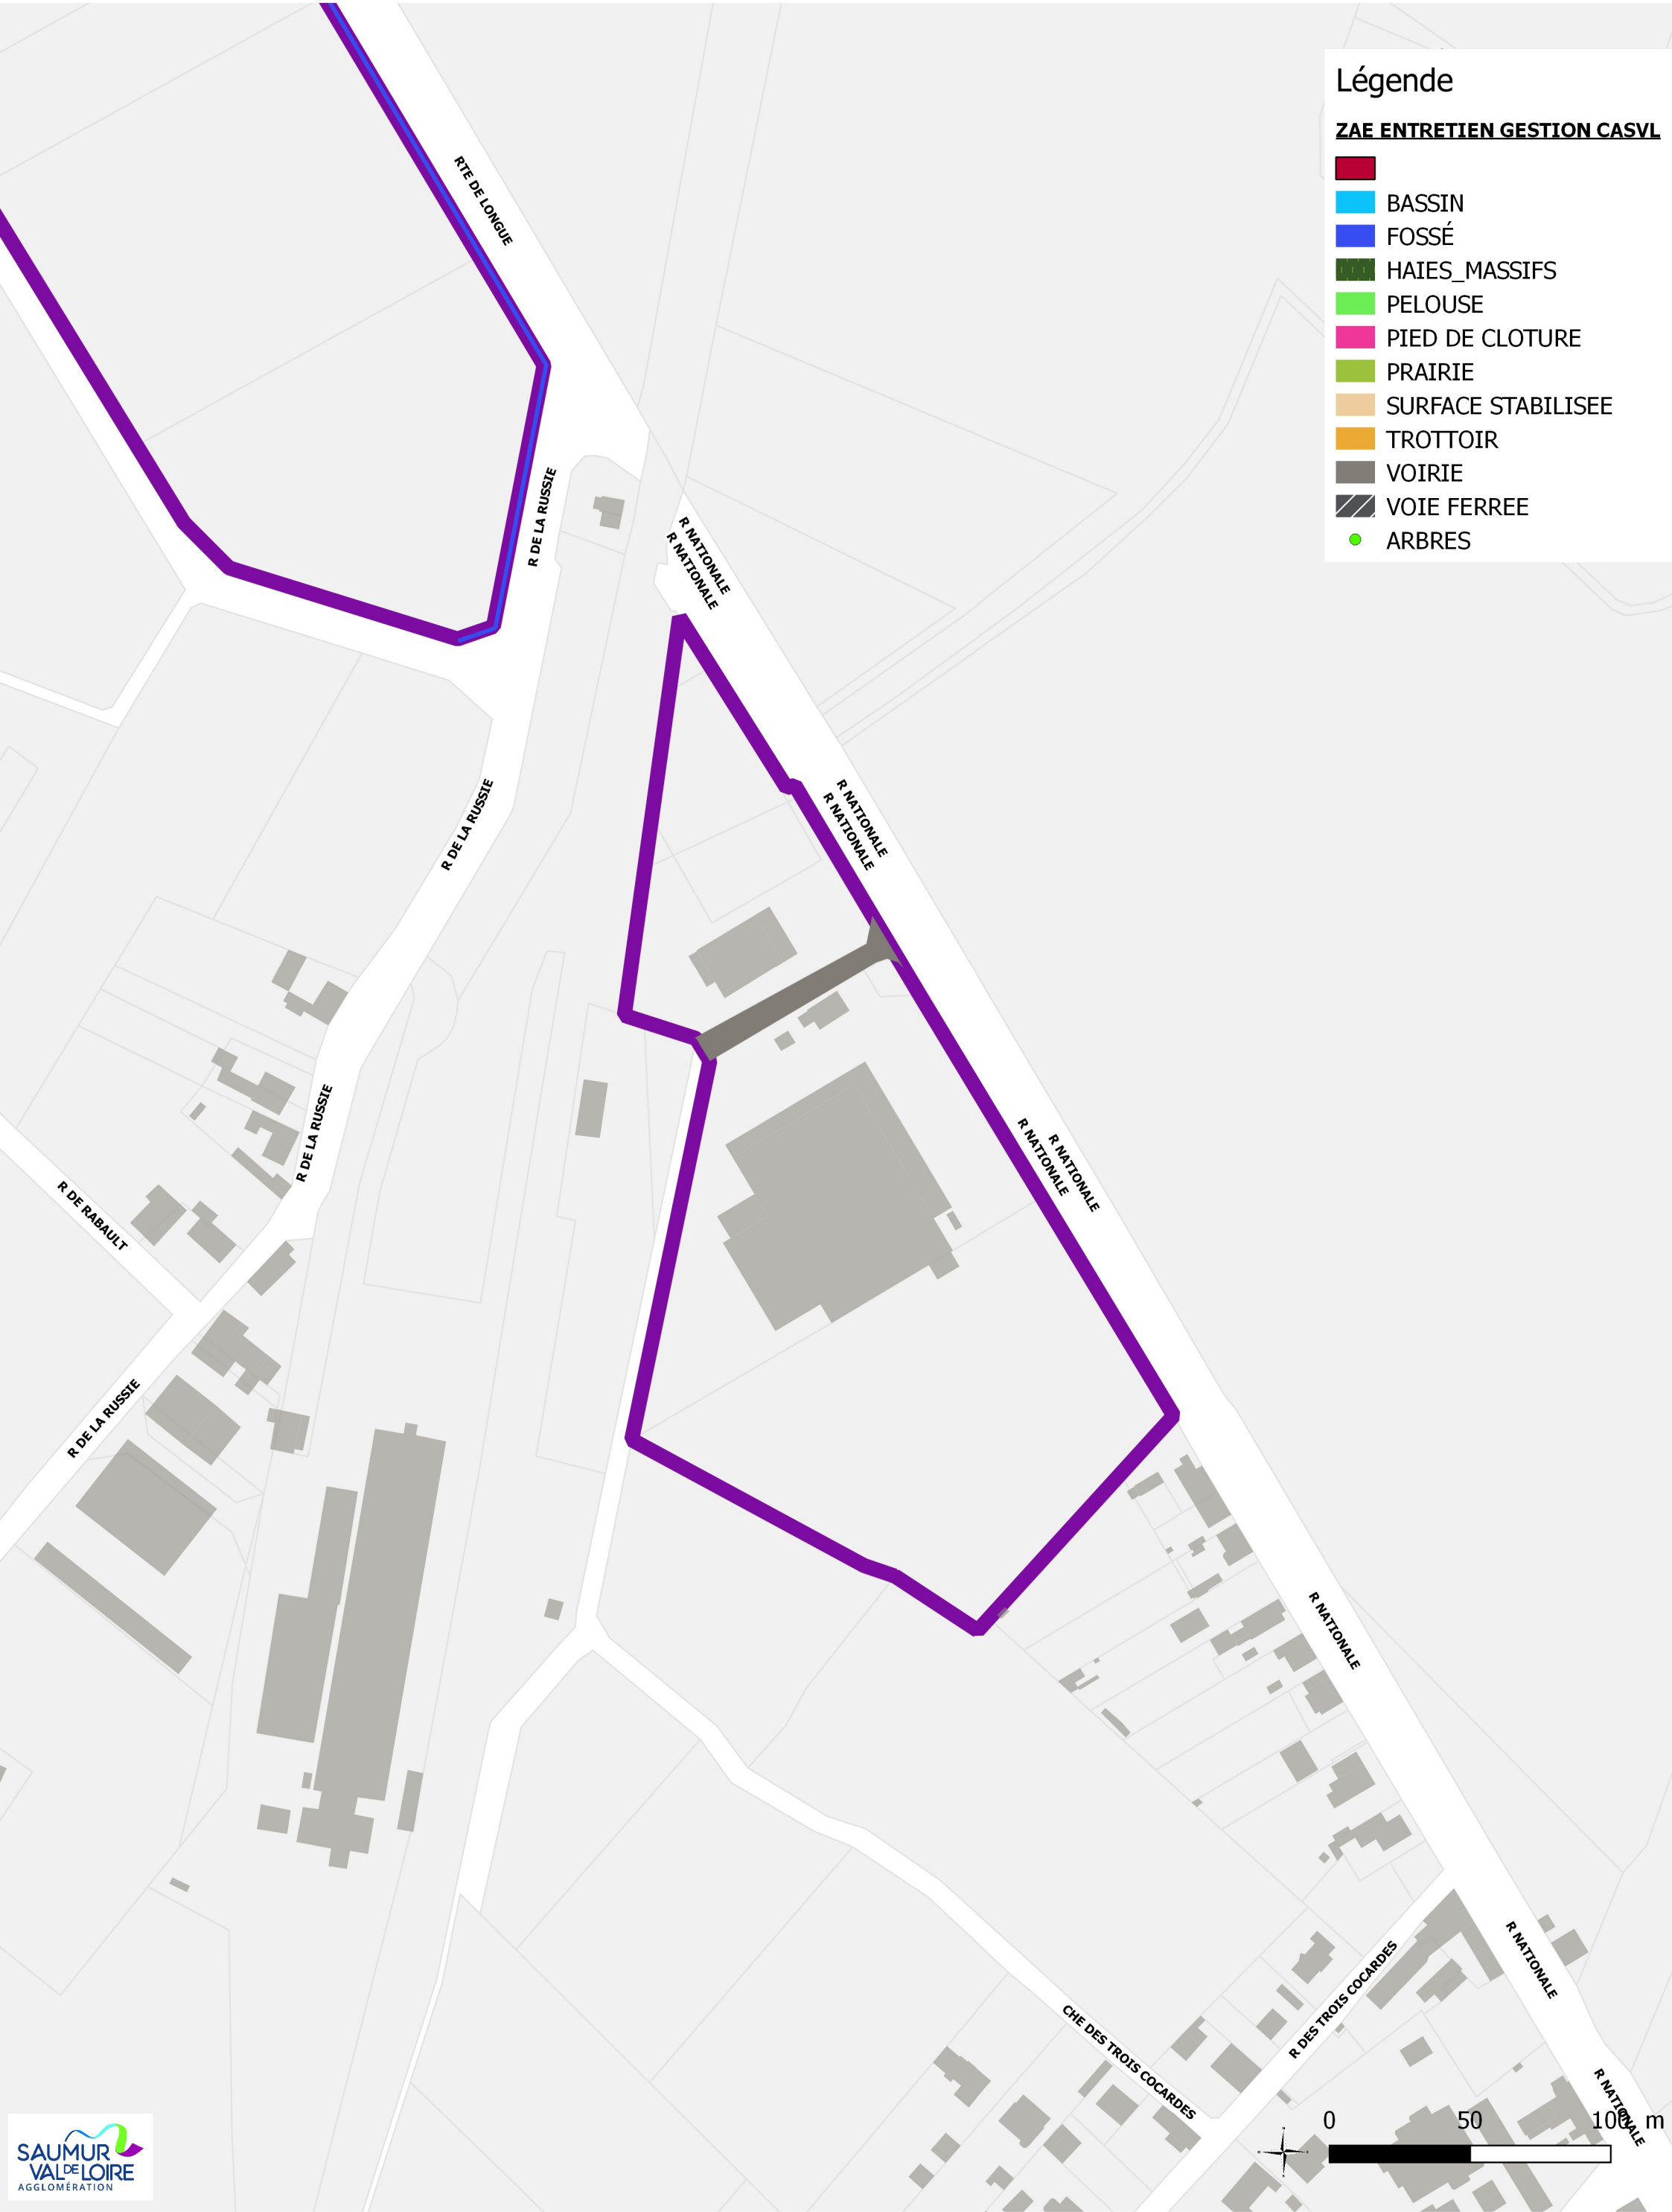 Légende
ZAE ENTRETIEN GESTION CASVL
BASSIN
FOSSÉ
HAIES_MASSIFS
PELOUSE
PIED DE CLOTURE
PRAIRIE
SURFACE STABILISEE
TROTTOIR
VOIRIE
VOIE FERREE
ARBRES
RTE DE LONGUE
R DE LA RUSSIE
R NATIONALE
R NATIONALE
R DE LA RUSSIE
R NATIONALE
R NATIONALE
R DE LA RUSSIE
R NATIONALE
R NATIONALE
R DE RABAULT
R DE LA RUSSIE
R NATIONALE
R NATIONALE
R DES TROIS COCARDES
CHE DES TROIS COCARDES
R NATIONALE
0 50 100 m
SAUMUR
VAL DE LOIRE
AGGLOMÉRATION